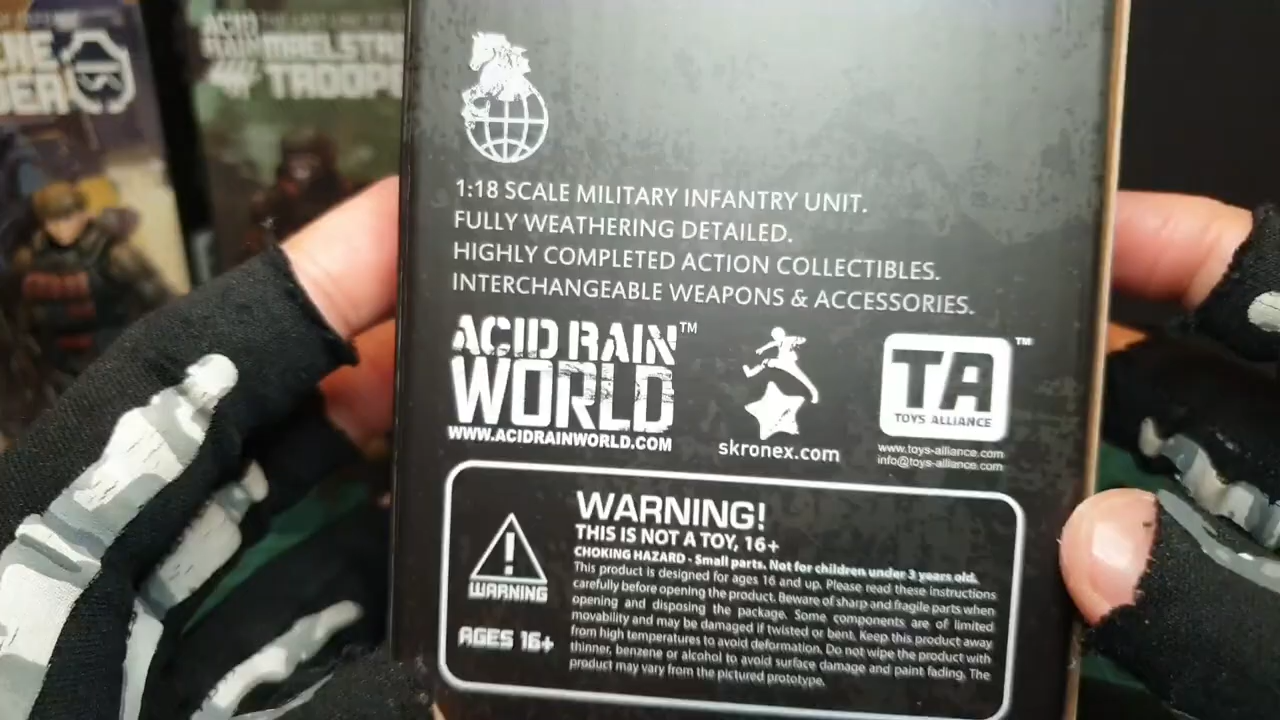 ACID RAIN
THE LAST LINE OF
MAELSTR
TROOP
1:18 SCALE MILITARY INFANTRY UNIT.
FULLY WEATHERING DETAILED.
HIGHLY COMPLETED ACTION COLLECTIBLES.
INTERCHANGEABLE WEAPONS & ACCESSORIES.
ACID RAIN™
WORLD
WWW.ACIDRAINWORLD.COM
skronex.com
TA™
TOYS ALLIANCE
www.toys-alliance.com
info@toys-alliance.com
WARNING!
THIS IS NOT A TOY, 16+
CHOKING HAZARD - Small parts. Not for children under 3 years old.
This product is designed for ages 16 and up. Please read these instructions
carefully before opening the product. Beware of sharp and fragile parts when
opening and disposing the package. Some components are of limited
movability and may be damaged if twisted or bent. Keep this product away
from high temperatures to avoid deformation. Do not wipe the product with
thinner, benzene or alcohol to avoid surface damage and paint fading. The
product may vary from the pictured prototype.
WARNING
AGES 16+